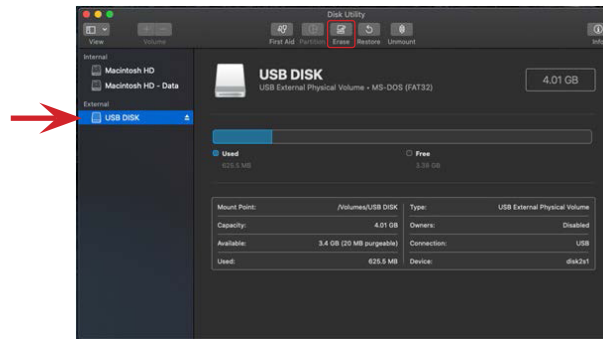 Disk Utility
View Volume First Aid Partition Erase Restore Unmount Info
Internal
Macintosh HD
Macintosh HD - Data
External
USB DISK
USB DISK
USB External Physical Volume • MS-DOS (FAT32)
4.01 GB
Used
625.5 MB
Free
3.39 GB
Mount Point: /Volumes/USB DISK Type: USB External Physical Volume
Capacity: 4.01 GB Owners: Disabled
Available: 3.4 GB (20 MB purgeable) Connection: USB
Used: 625.5 MB Device: disk2s1